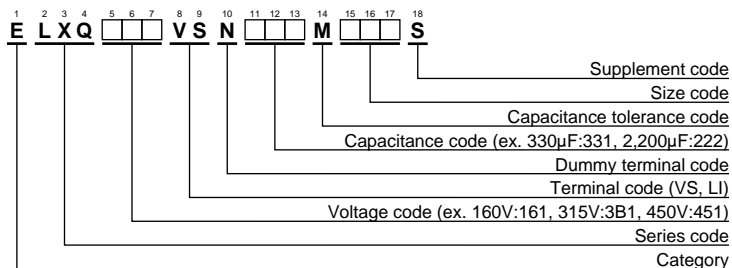 1 2 3 4 5 6 7 8 9 10 11 12 13 14 15 16 17 18
E LXQ □□□ VS N □□□ M □□□ S
Supplement code
Size code
Capacitance tolerance code
Capacitance code (ex. 330µF:331, 2,200µF:222)
Dummy terminal code
Terminal code (VS, LI)
Voltage code (ex. 160V:161, 315V:3B1, 450V:451)
Series code
Category